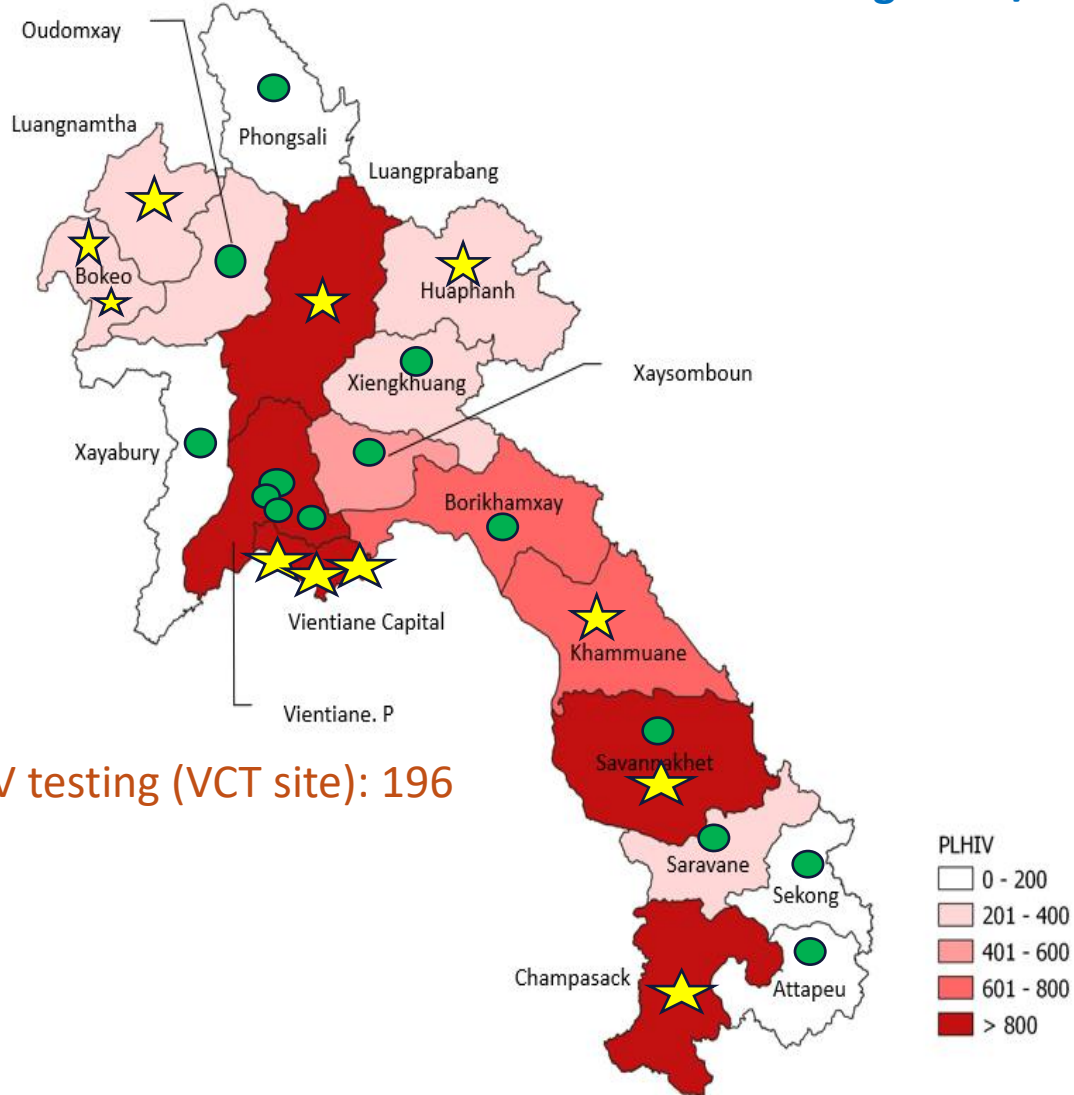 Oudomxay
Phongsali
Luangnamtha
Luangprabang
Bokeo
Huaphanh
Xiengkhuang
Xaysomboun
Xayabury
Borikhamxay
Vientiane Capital
Khammuane
Vientiane. P
Savannakhet
V testing (VCT site): 196
Saravane
Sekong
Champasack
Attapeu
PLHIV
0 - 200
201 - 400
401 - 600
601 - 800
> 800